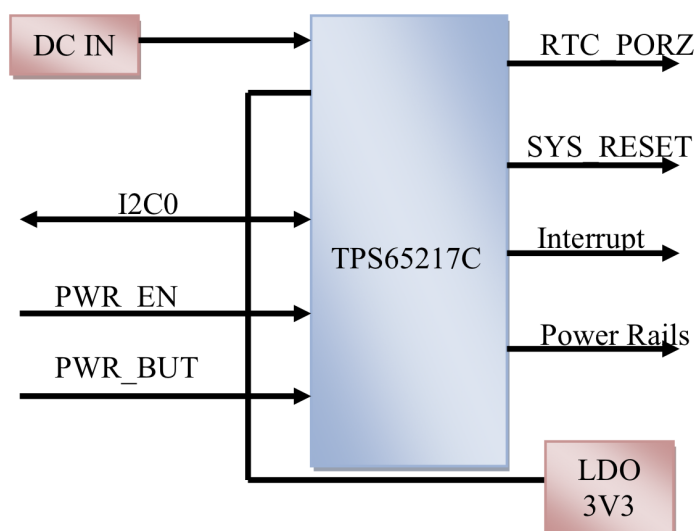 DC IN
RTC_PORZ
SYS_RESET
I2C0
Interrupt
TPS65217C
PWR_EN
Power Rails
PWR_BUT
LDO
3V3